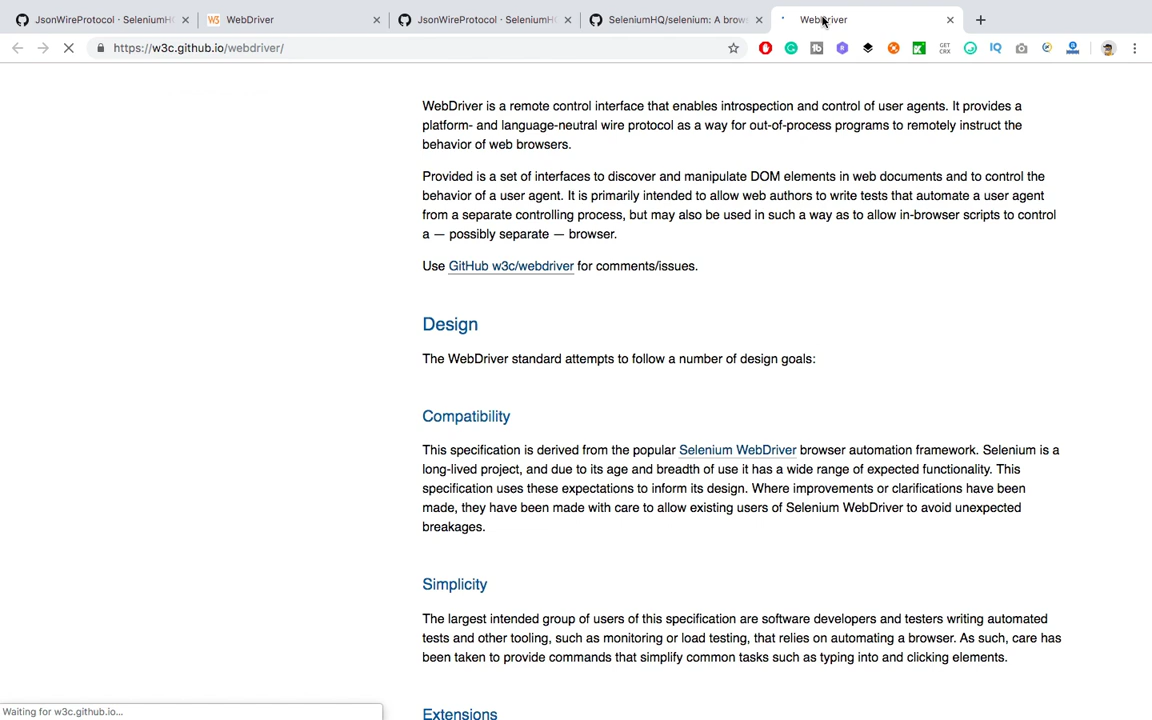 JsonWireProtocol · SeleniumHC
WebDriver
JsonWireProtocol · SeleniumH
SeleniumHQ/selenium: A brow
WebDriver
https://w3c.github.io/webdriver/
GET
CRX
IQ
WebDriver is a remote control interface that enables introspection and control of user agents. It provides a
platform- and language-neutral wire protocol as a way for out-of-process programs to remotely instruct the
behavior of web browsers.
Provided is a set of interfaces to discover and manipulate DOM elements in web documents and to control the
behavior of a user agent. It is primarily intended to allow web authors to write tests that automate a user agent
from a separate controlling process, but may also be used in such a way as to allow in-browser scripts to control
a — possibly separate — browser.
Use GitHub w3c/webdriver for comments/issues.
Design
The WebDriver standard attempts to follow a number of design goals:
Compatibility
This specification is derived from the popular Selenium WebDriver browser automation framework. Selenium is a
long-lived project, and due to its age and breadth of use it has a wide range of expected functionality. This
specification uses these expectations to inform its design. Where improvements or clarifications have been
made, they have been made with care to allow existing users of Selenium WebDriver to avoid unexpected
breakages.
Simplicity
The largest intended group of users of this specification are software developers and testers writing automated
tests and other tooling, such as monitoring or load testing, that relies on automating a browser. As such, care has
been taken to provide commands that simplify common tasks such as typing into and clicking elements.
Extensions
Waiting for w3c.github.io...